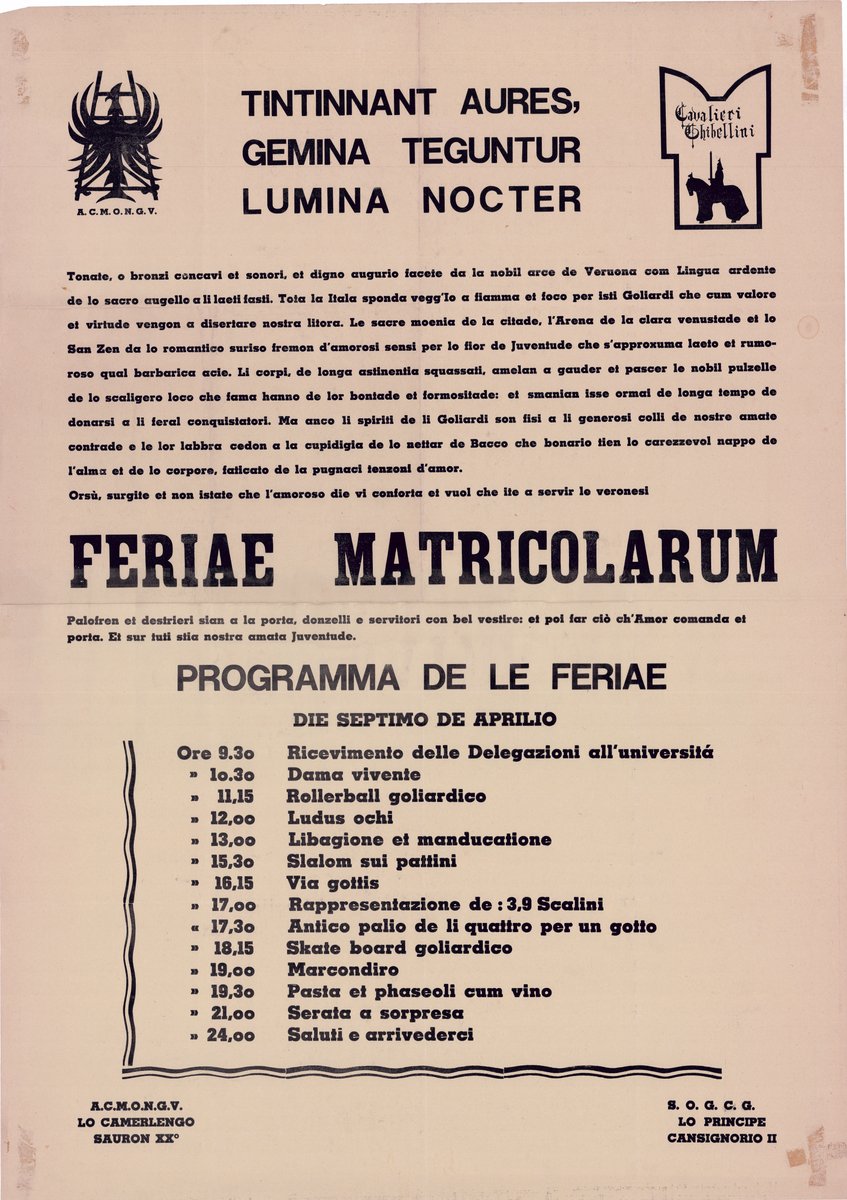 TINTINNANT AURES,
GEMINA TEGUNTUR
LUMINA NOCTER
A.C.M.O.N.G.V.
Cavalieri
Ghibellini
Tonate, o bronzi concavi et sonori, et digno augurio facete da la nobil arce de Veruona com Lingua ardente
de lo sacro augello a li laeti fasti. Tota la Itala sponda vegg'Io a fiamma et foco per isti Goliardi che cum valore
et virtude vengon a disertare nostra litora. Le sacre moenia de la citade, l'Arena de la clara venustade et lo
San Zen da lo romantico suriso fremon d'amorosi sensi per lo fior de Juventude che s'approxuma laeto et rumo-
roso qual barbarica acie. Li corpi, de longa astinentia squassati, amelan a gauder et pascer le nobil pulzelle
de lo scaligero loco che fama hanno de lor bontade et formositade: et smanian isse ormai de longa tempo de
donarsi a li feral conquistatori. Ma anco li spiriti de li Goliardi son fisi a li generosi colli de nostre amate
contrade e le lor labbra cedon a la cupidigia de lo nettar de Bacco che bonario tien lo carezzevol nappo de
l'alma et de lo corpore, faticato de la pugnaci tenzoni d'amor.
Orsù, surgite et non istate che l'amoroso die vi conforta et vuol che ite a servir le veronesi
FERIAE MATRICOLARUM
Palofren et destrieri sian a la porta, donzelli e servitori con bel vestire: et poi far ciò ch'Amor comanda et
porta. Et sur tuti stia nostra amata Juventude.
PROGRAMMA DE LE FERIAE
DIE SEPTIMO DE APRILIO
Ore 9.3o Ricevimento delle Delegazioni all'universitá
» 1o.3o Dama vivente
» 11,15 Rollerball goliardico
» 12,oo Ludus ochi
» 13,oo Libagione et manducatione
» 15,3o Slalom sui pattini
» 16,15 Via gottis
» 17,oo Rappresentazione de : 3,9 Scalini
« 17,3o Antico palio de li quattro per un gotto
» 18,15 Skate board goliardico
» 19,oo Marcondiro
» 19,3o Pasta et phaseoli cum vino
» 21,oo Serata a sorpresa
» 24,oo Saluti e arrivederci
A.C.M.O.N.G.V.
LO CAMERLENGO
SAURON XX°
S. O. G. C. G.
LO PRINCIPE
CANSIGNORIO II